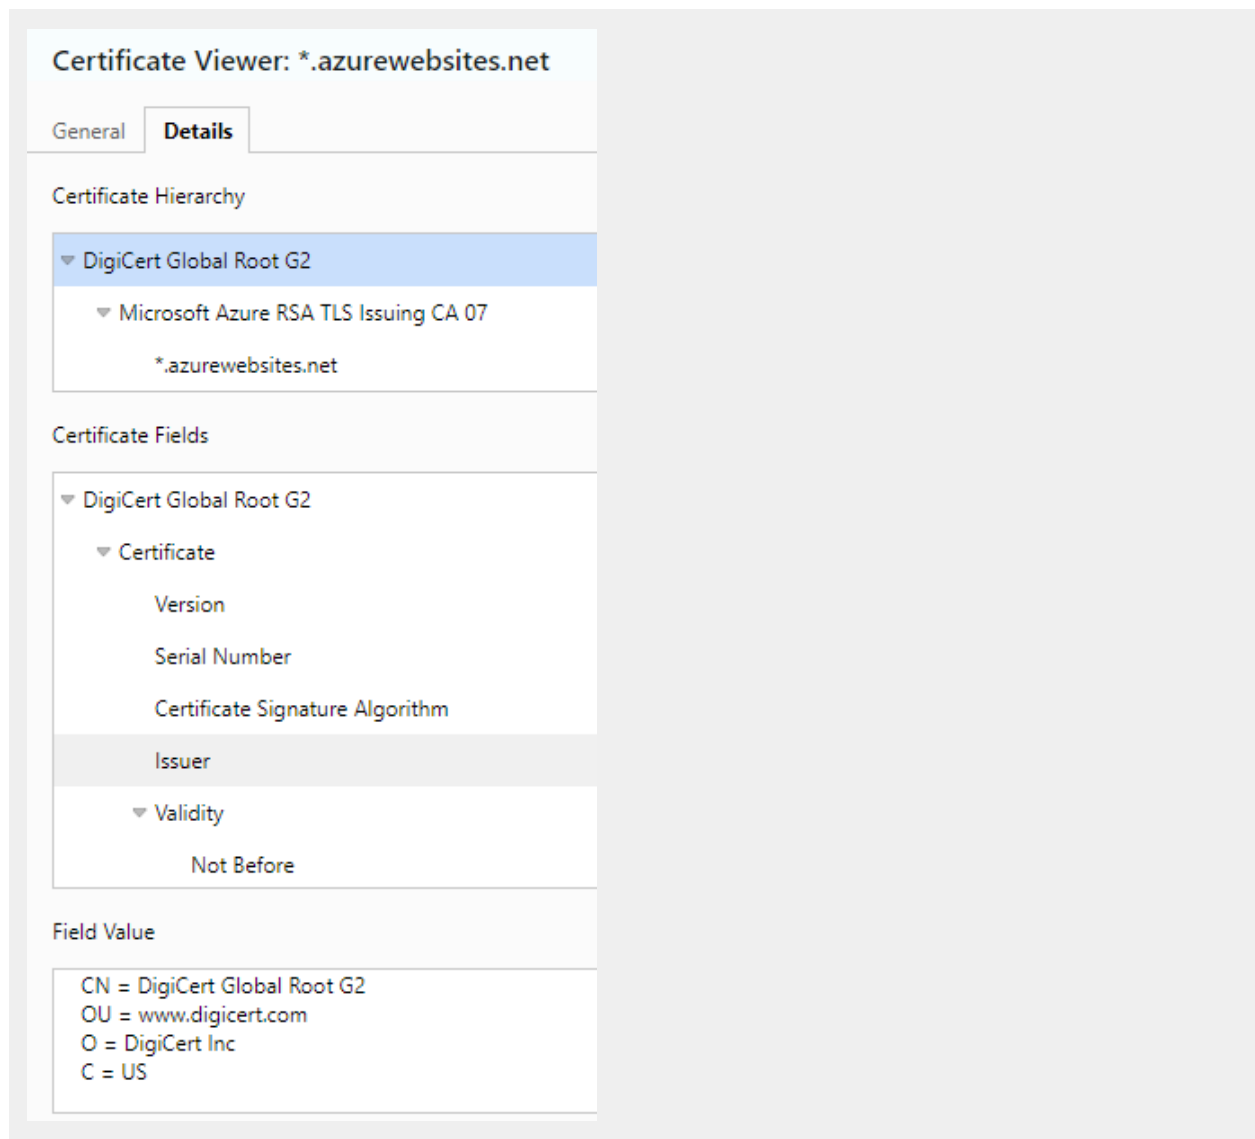 Certificate Viewer: *.azurewebsites.net
General Details
Certificate Hierarchy
DigiCert Global Root G2
Microsoft Azure RSA TLS Issuing CA 07
*.azurewebsites.net
Certificate Fields
DigiCert Global Root G2
Certificate
Version
Serial Number
Certificate Signature Algorithm
Issuer
Validity
Not Before
Field Value
CN = DigiCert Global Root G2
OU = www.digicert.com
O = DigiCert Inc
C = US